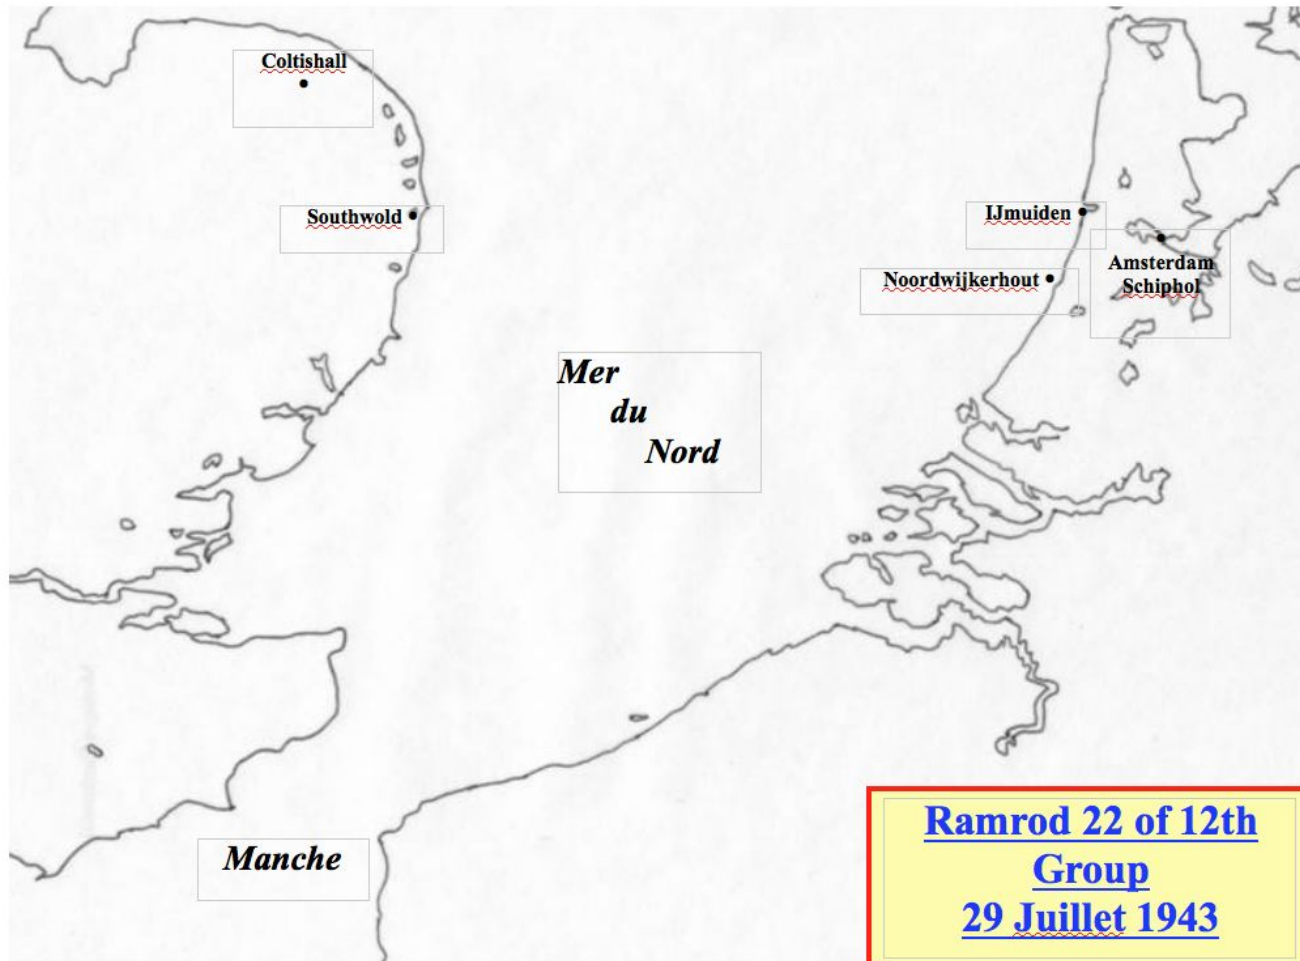 Coltishall
Southwold
IJmuiden
Noordwijkerhout
Amsterdam
Schiphol
Mer
du
Nord
Manche
Ramrod 22 of 12th
Group
29 Juillet 1943